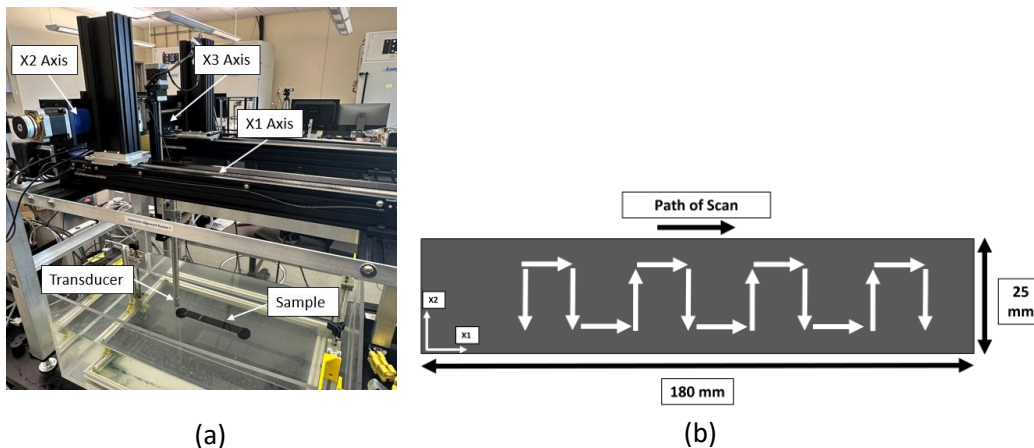 X2 Axis
X3 Axis
X1 Axis
Transducer
Sample
(a)
Path of Scan
X2
X1
25
mm
180 mm
(b)